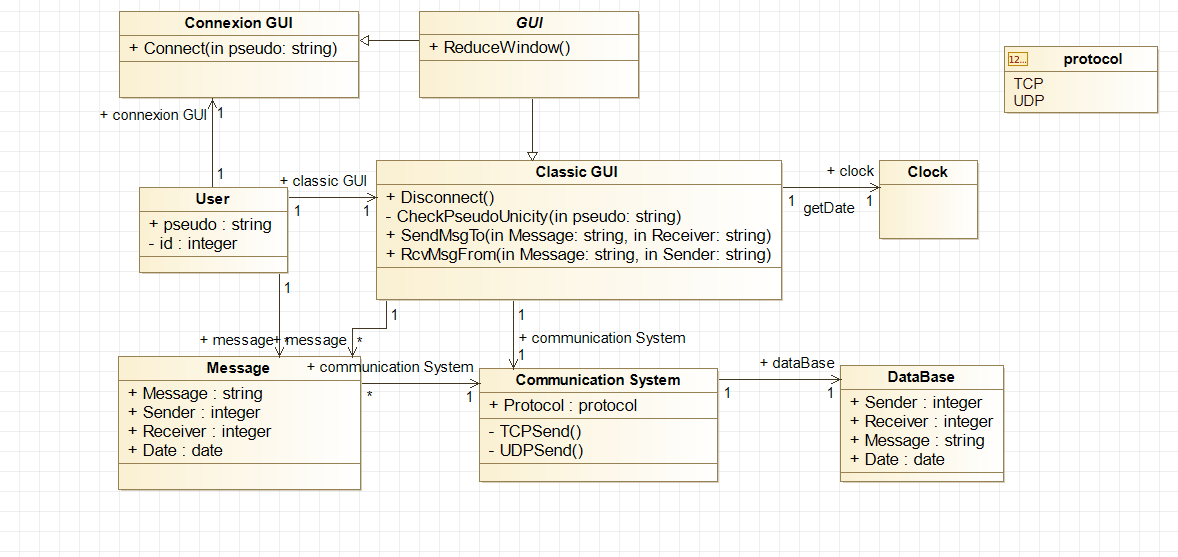 Connexion GUI
+ Connect(in pseudo: string)
GUI
+ ReduceWindow()
12...
protocol
TCP
UDP
+ connexion GUI
1
1
User
+ pseudo : string
- id : integer
+ classic GUI
1
1
Classic GUI
+ Disconnect()
- CheckPseudoUnicity(in pseudo: string)
+ SendMsgTo(in Message: string, in Receiver: string)
+ RcvMsgFrom(in Message: string, in Sender: string)
+ clock
1
1
getDate
Clock
1
+ message
*
1
+ message
*
1
+ communication System
1
Message
+ Message : string
+ Sender : integer
+ Receiver : integer
+ Date : date
+ communication System
*
1
Communication System
+ Protocol : protocol
- TCPSend()
- UDPSend()
+ dataBase
1
1
DataBase
+ Sender : integer
+ Receiver : integer
+ Message : string
+ Date : date